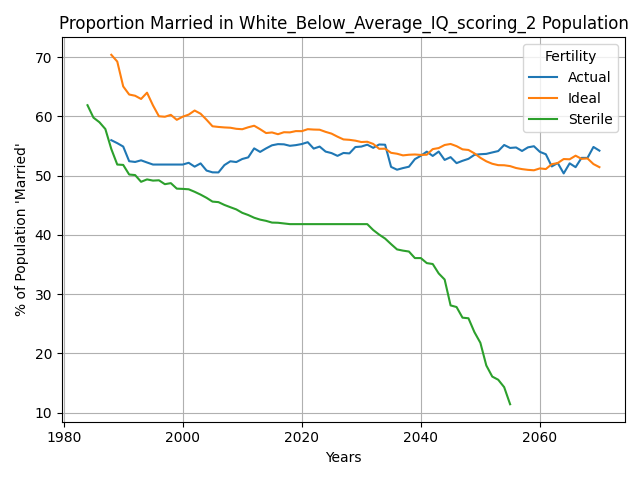 Proportion Married in White_Below_Average_IQ_scoring_2 Population
% of Population 'Married'
70
60
50
40
30
20
10
Fertility
Actual
Ideal
Sterile
1980
2000
2020
2040
2060
Years